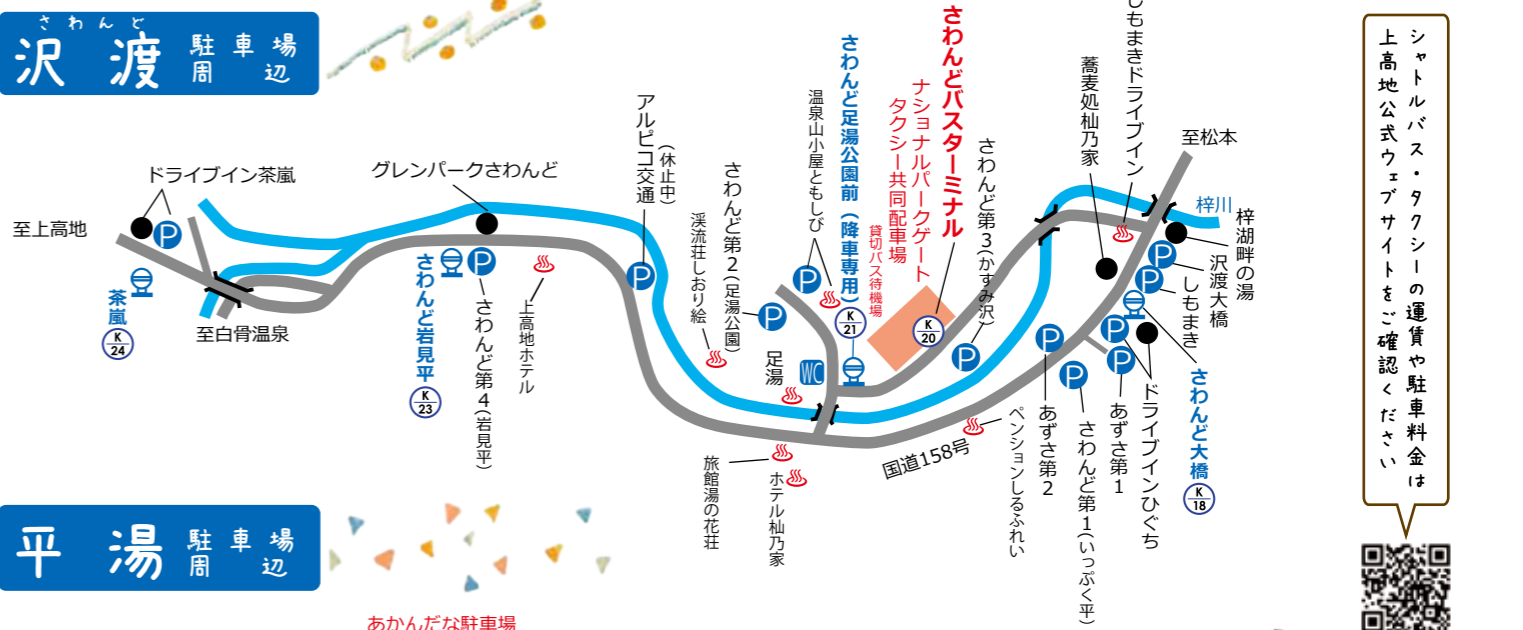 さわんど
沢渡 駐車場周辺
至上高地
ドライブイン茶嵐
茶嵐
K
24
至白骨温泉
グレンパークさわんど
さわんど岩見平
K
23
さわんど第4(岩見平)
上高地ホテル
アルピコ交通
(休止中)
P
渓流荘しおり絵
さわんど第2(足湯公園)
足湯
WC
温泉山小屋ともしび
さわんど足湯公園前(降車専用)
K
21
さわんどバスターミナル
ナショナルパークゲート
タクシー共同配車場
貸切バス待機場
K
20
さわんど第3(かすみ沢)
蕎麦処杣乃家
しもまきドライブイン
至松本
梓川
梓湖畔の湯
沢渡大橋
しもまき
さわんど大橋
K
18
ドライブインひぐち
あずさ第1
さわんど第1(いっぷく平)
あずさ第2
ペンションしるふれい
国道158号
旅館湯の花荘
ホテル杣乃家
シャトルバス・タクシーの運賃や駐車料金は
上高地公式ウェブサイトをご確認ください
平湯 駐車場周辺
あかんだな駐車場